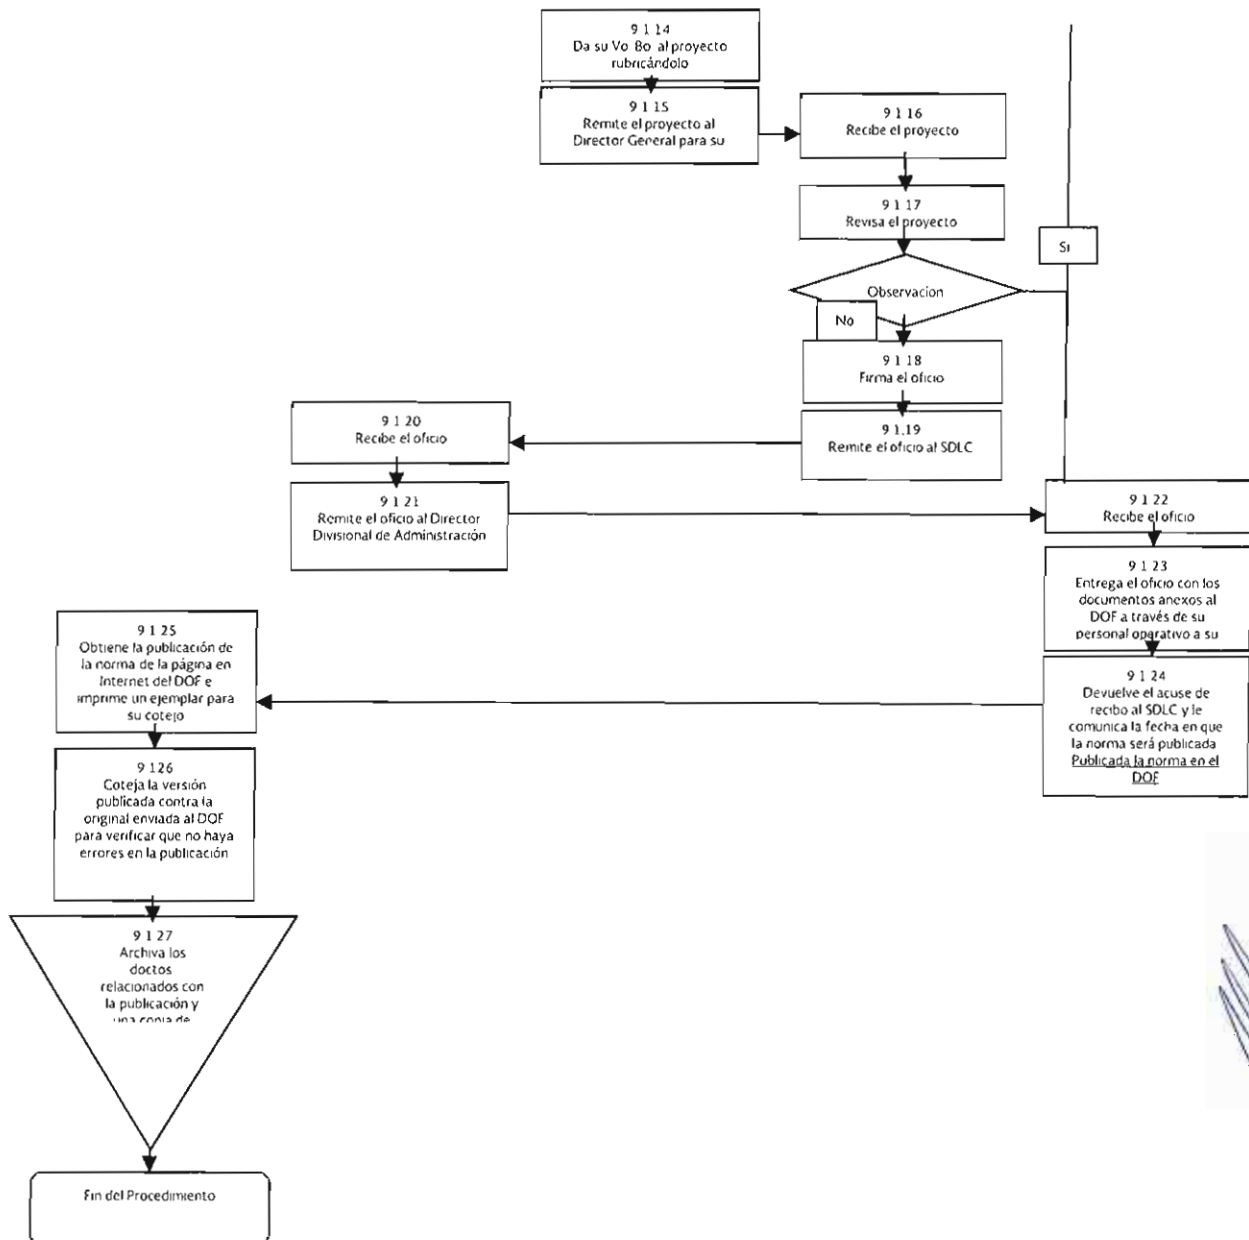 9 1 14
Da su Vo Bo al proyecto
rubricándolo
9 1 15
Remite el proyecto al
Director General para su
9 1 16
Recibe el proyecto
9 1 17
Revisa el proyecto
Si
Observacion
No
9 1 18
Firma el oficio
9 1.19
Remite el oficio al SDLC
9 1 20
Recibe el oficio
9 1 21
Remite el oficio al Director
Divisional de Administración
9 1 22
Recibe el oficio
9 1 23
Entrega el oficio con los
documentos anexos al
DOF a través de su
personal operativo a su
9 1 24
Devuelve el acuse de
recibo al SDLC y le
comunica la fecha en que
la norma será publicada
Publicada la norma en el
DOF
9 1 25
Obtiene la publicación de
la norma de la página en
Internet del DOF e
imprime un ejemplar para
su cotejo
9 126
Coteja la versión
publicada contra la
original enviada al DOF
para verificar que no haya
errores en la publicación
9 1 27
Archiva los
doctos
relacionados con
la publicación y
una copia de
Fin del Procedimiento